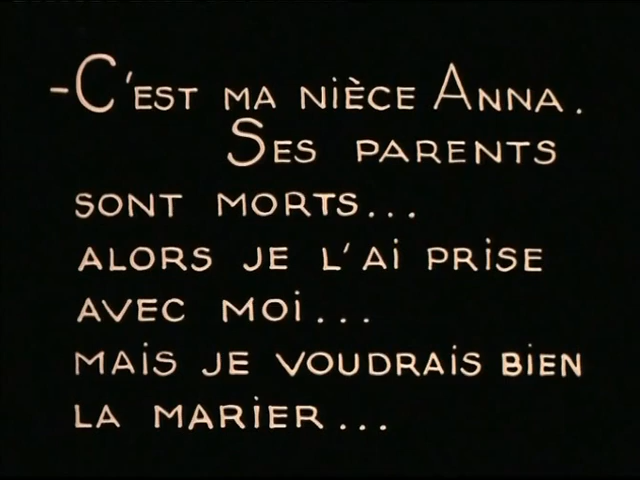 -C'EST MA NIÈCE ANNA.
SES PARENTS
SONT MORTS...
ALORS JE L'AI PRISE
AVEC MOI...
MAIS JE VOUDRAIS BIEN
LA MARIER...